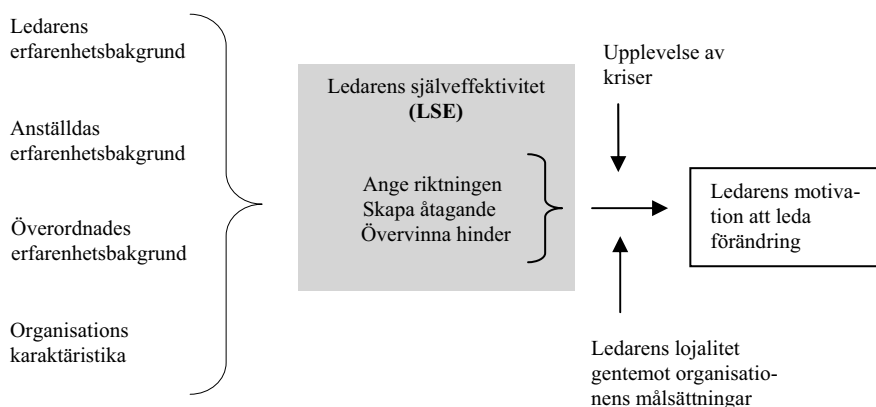 Ledarens
erfarenhetsbakgrund
Anställdas
erfarenhetsbakgrund
Överordnades
erfarenhetsbakgrund
Organisations
karaktäristika
Ledarens själveffektivitet
(LSE)
Ange riktningen
Skapa åtagande
Övervinna hinder
Upplevelse av
kriser
Ledarens motiva-
tion att leda
förändring
Ledarens lojalitet
gentemot organisatio-
nens målsättningar